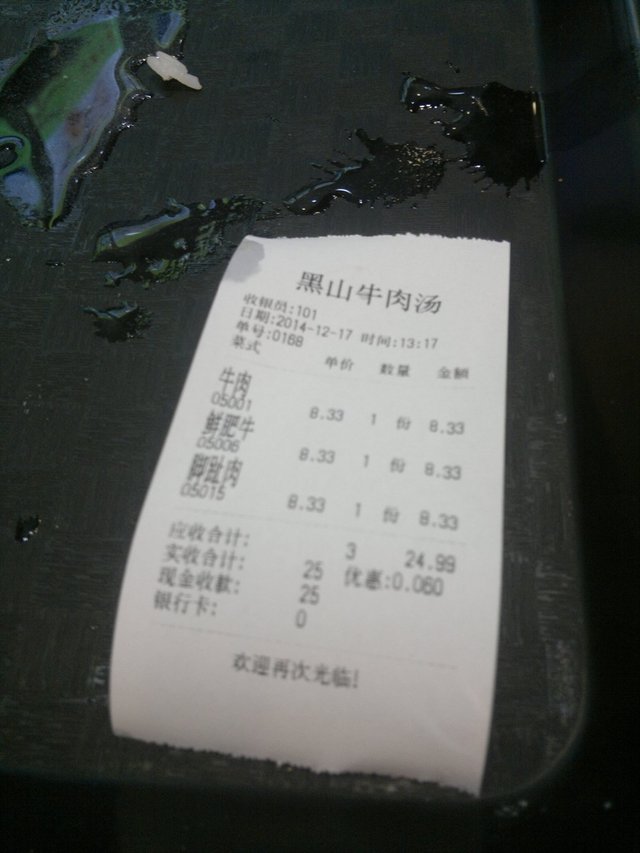 黑山牛肉汤
收银员:101
日期:2014-12-17 时间:13:17
单号:0168
菜式 单价 数量 金额
牛肉
05001 8.33 1 份 8.33
鲜肥牛
05006 8.33 1 份 8.33
脚趾肉
05015 8.33 1 份 8.33
应收合计: 3 24.99
实收合计: 25 优惠:0.060
现金收款: 25
银行卡: 0
欢迎再次光临!